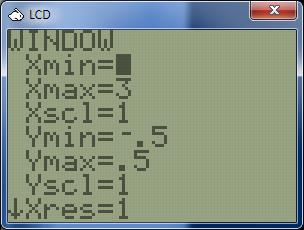 LCD
WINDOW
Xmin=
Xmax=3
Xscl=1
Ymin=-.5
Ymax=.5
Yscl=1
↓Xres=1